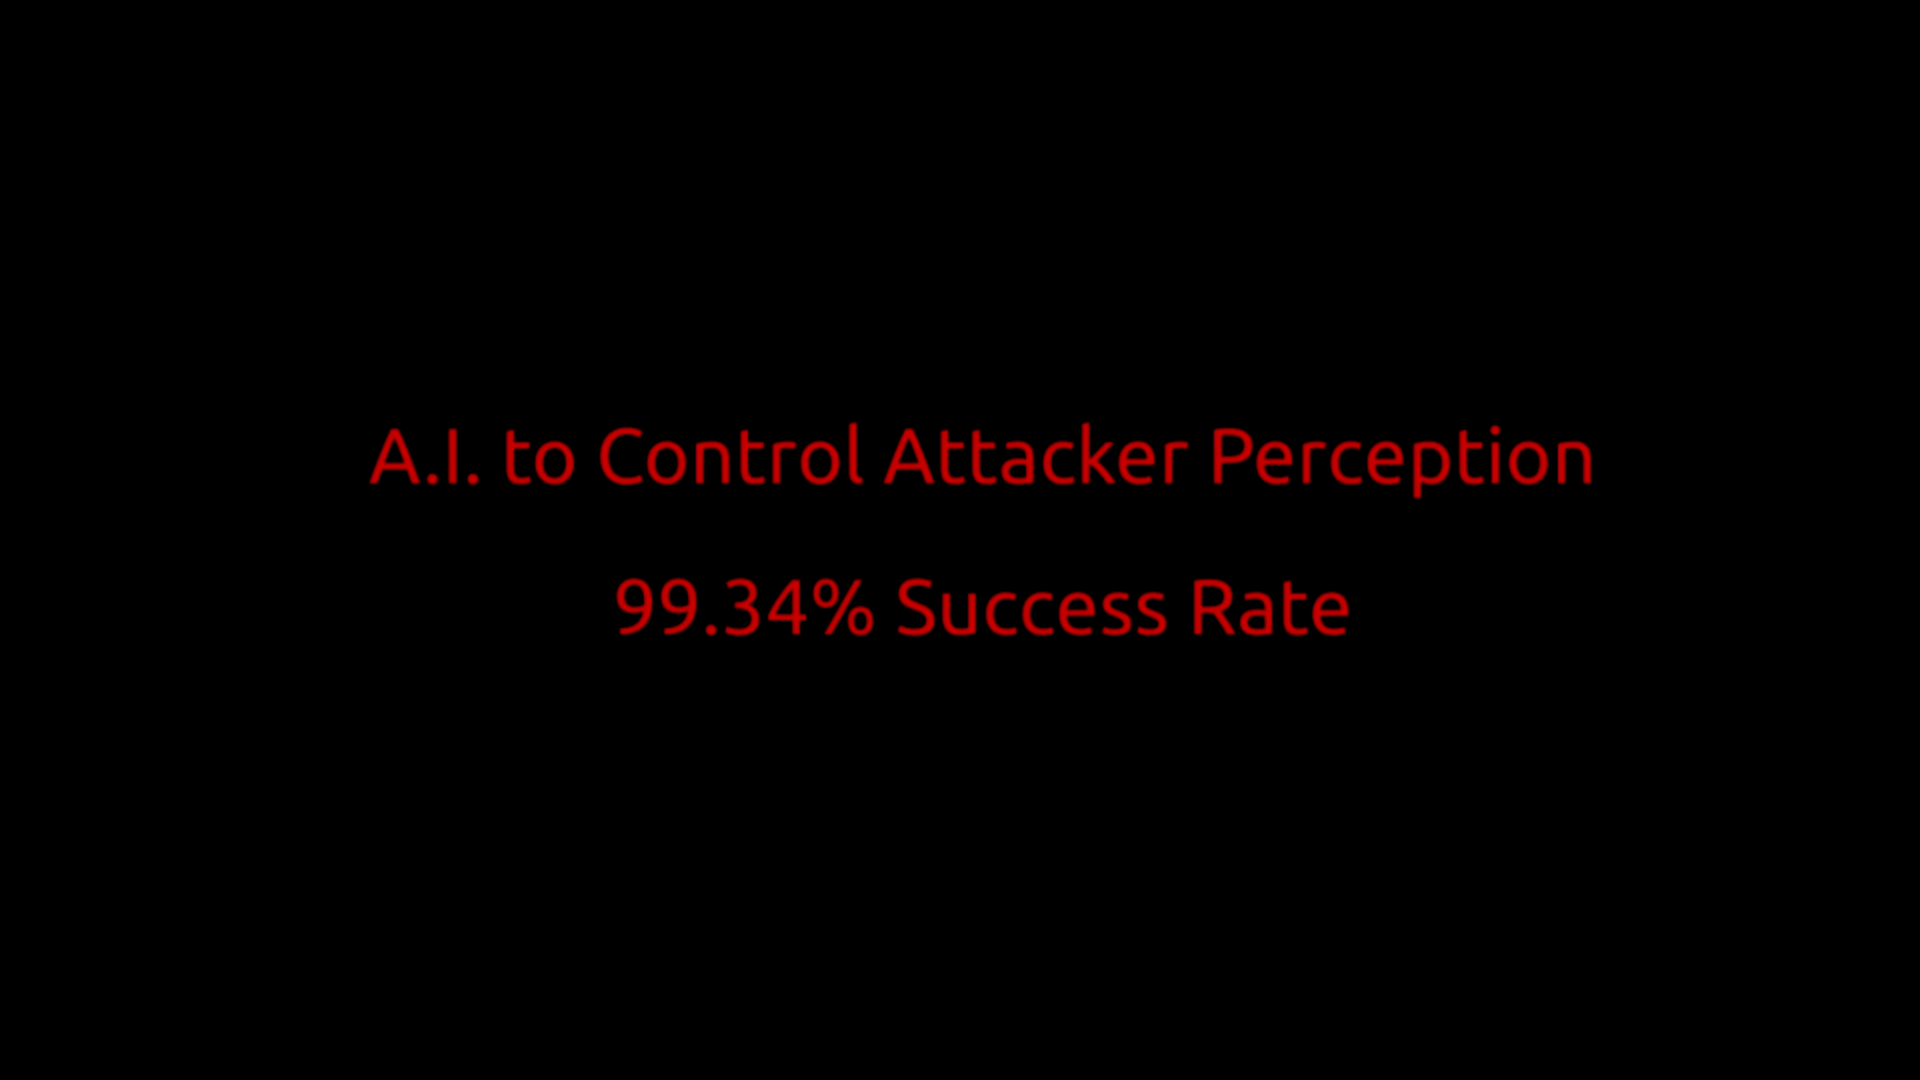 A.I. to Control Attacker Perception
99.34% Success Rate